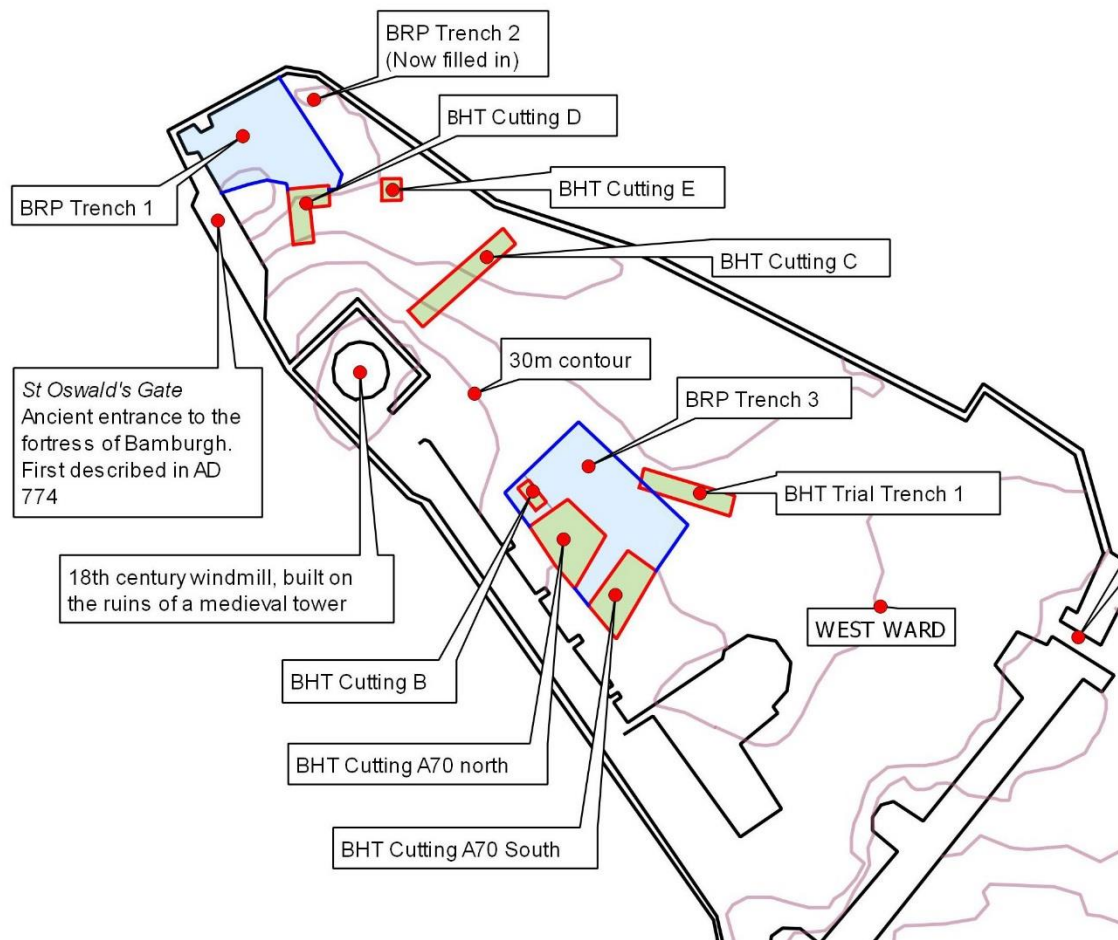 BRP Trench 2
(Now filled in)
BHT Cutting D
BHT Cutting E
BRP Trench 1
BHT Cutting C
St Oswald's Gate
Ancient entrance to the
fortress of Bamburgh.
First described in AD
774
30m contour
BRP Trench 3
BHT Trial Trench 1
18th century windmill, built on
the ruins of a medieval tower
WEST WARD
BHT Cutting B
BHT Cutting A70 north
BHT Cutting A70 South